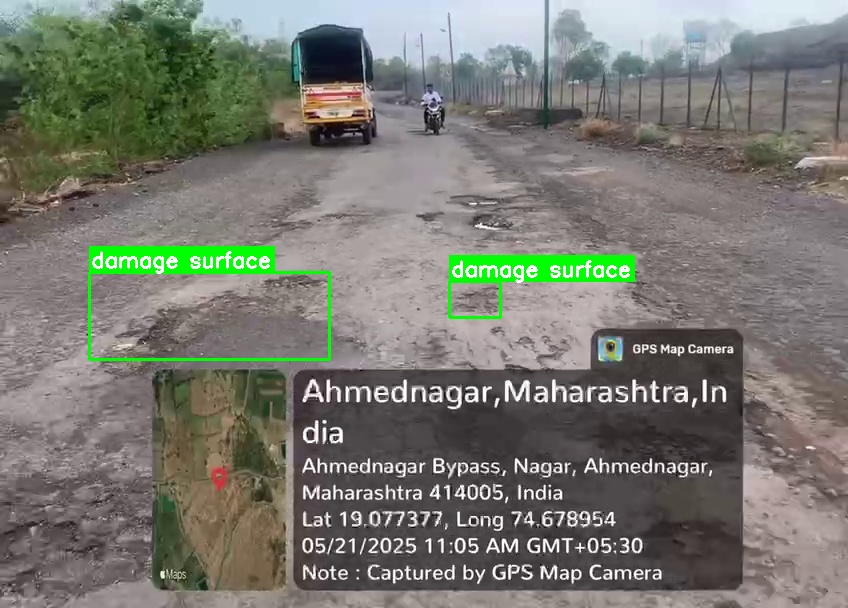 damage surface
damage surface
GPS Map Camera
Ahmednagar,Maharashtra,In
dia
Ahmednagar Bypass, Nagar, Ahmednagar,
Maharashtra 414005, India
Lat 19.077377, Long 74.678954
05/21/2025 11:05 AM GMT+05:30
Note : Captured by GPS Map Camera
Maps